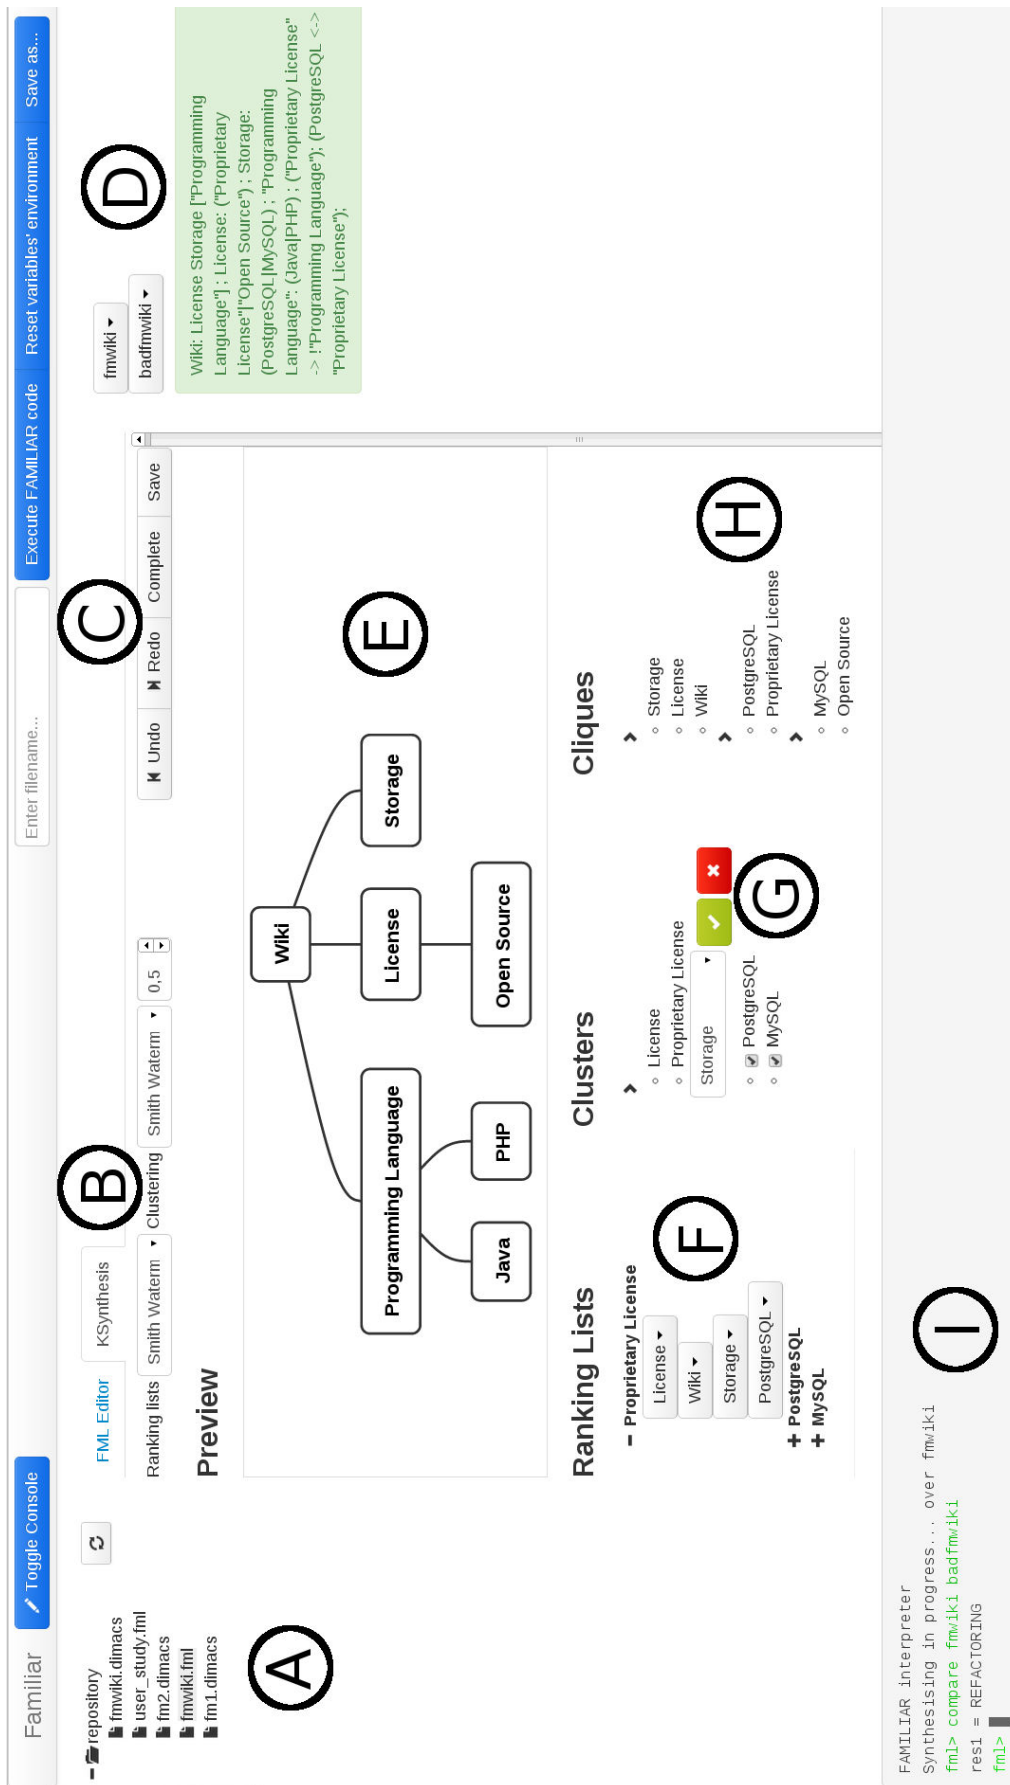 Familiar
Toggle Console
Enter filename...
Execute FAMILIAR code
Reset variables' environment
Save as...
repository
fmwiki.dimacs
user_study.fml
fm2.dimacs
fmwiki.fml
fm1.dimacs
A
FML Editor
KSynthesis
B
C
Ranking lists
Smith Waterm
Clustering
Smith Waterm
0,5
Undo
Redo
Complete
Save
Preview
Wiki
Programming Language
License
Storage
Java
PHP
Open Source
E
Ranking Lists
Proprietary License
License
Wiki
Storage
PostgreSQL
PostgreSQL
MySQL
F
Clusters
License
Proprietary License
Storage
PostgreSQL
MySQL
G
Cliques
Storage
License
Wiki
PostgreSQL
Proprietary License
MySQL
Open Source
H
fmwiki
badfmwiki
D
Wiki: License Storage ["Programming
Language"] ; License: ("Proprietary
License"|"Open Source") ; Storage:
(PostgreSQL|MySQL) ; "Programming
Language": (Java|PHP) ; ("Proprietary License"
-> !"Programming Language"); (PostgreSQL <->
"Proprietary License");
FAMILIAR interpreter
Synthesising in progress... over fmwiki
fml> compare fmwiki badfmwiki
res1 = REFACTORING
fml>
I